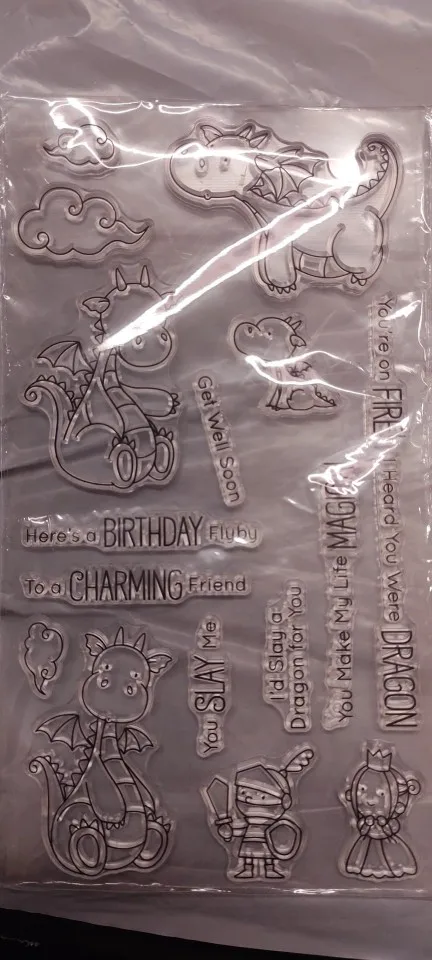 Get Well Soon
Here's a BIRTHDAY Flyby
To a CHARMING Friend
You SLAY Me
I'd Slay a
Dragon for You
You Make My Life MAGICAL
You're on FIRE!
I Heard You Were DRAGON